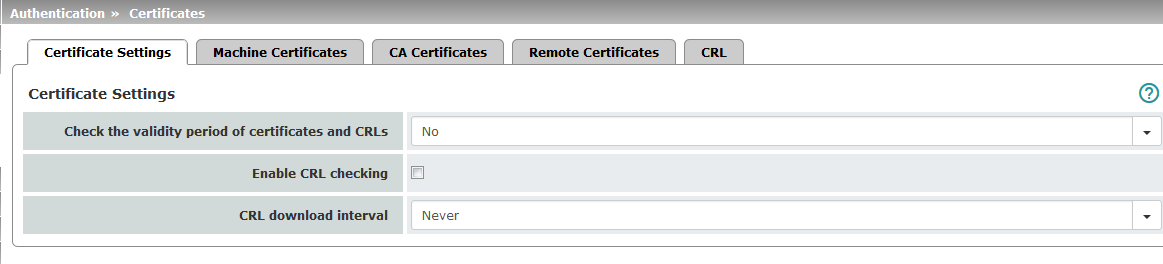 Authentication » Certificates
Certificate Settings Machine Certificates CA Certificates Remote Certificates CRL
Certificate Settings ?
Check the validity period of certificates and CRLs No
Enable CRL checking
CRL download interval Never